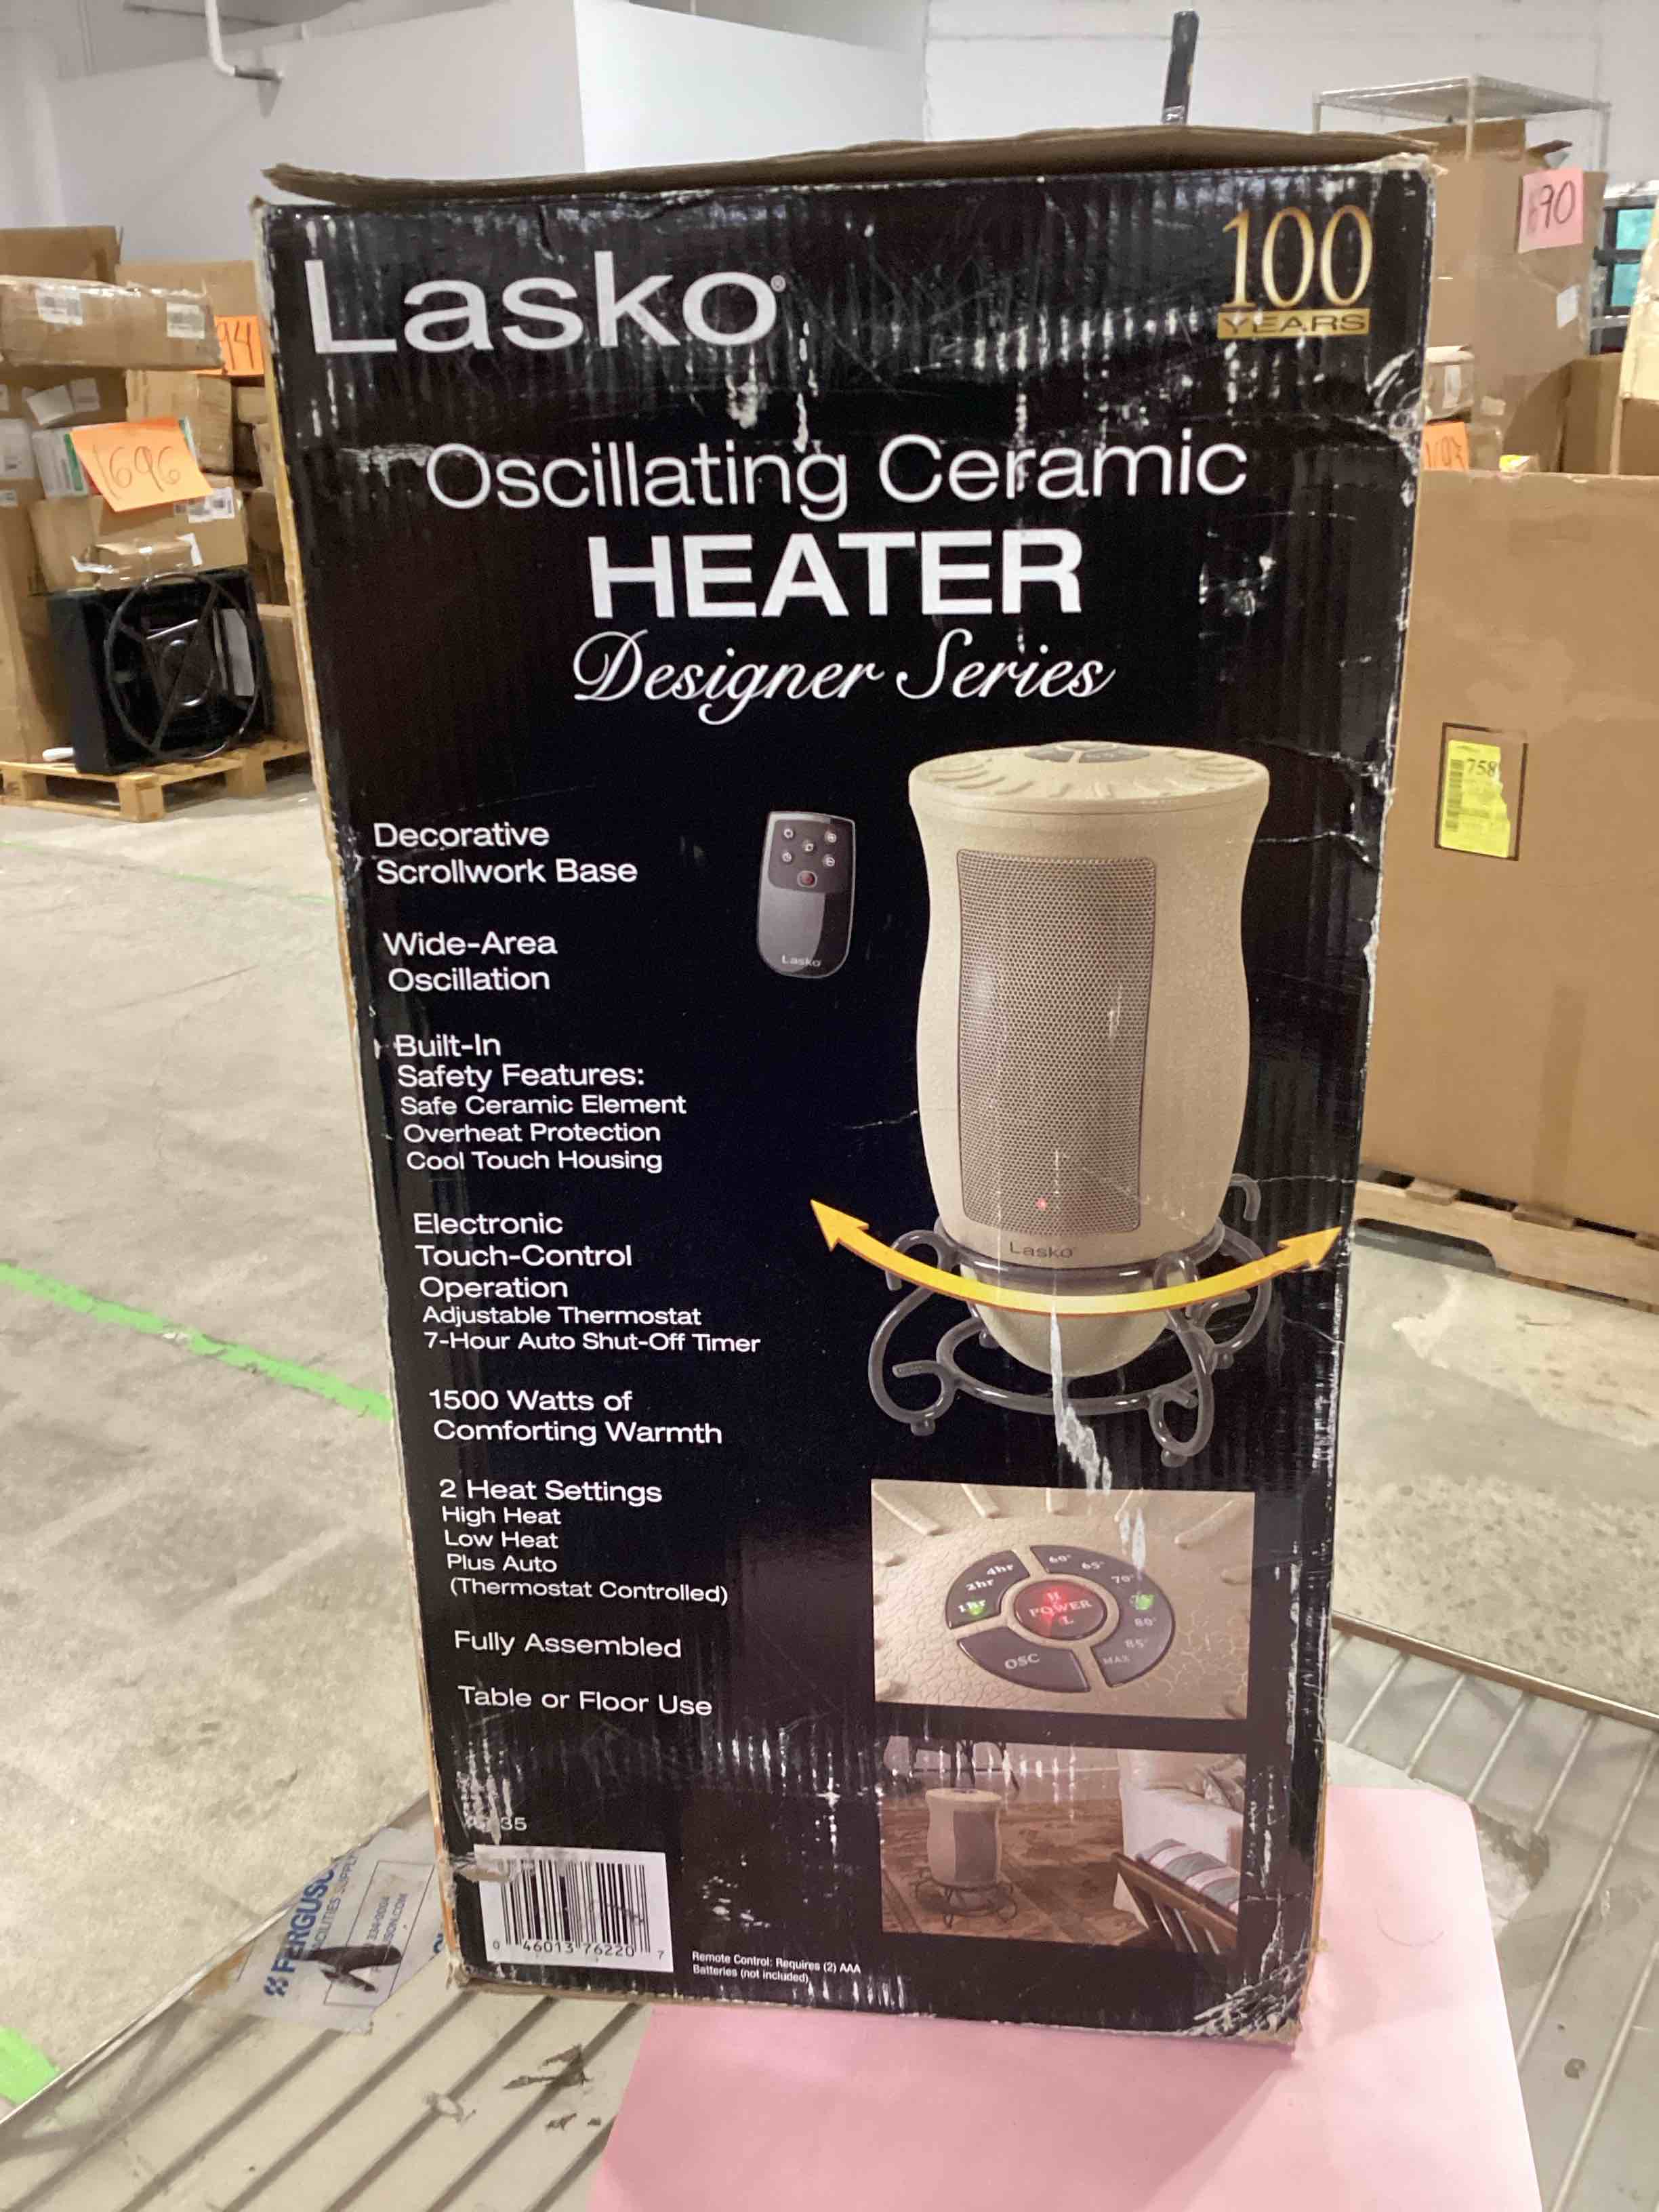 Lasko®
100
YEARS
Oscillating Ceramic
HEATER
Designer Series
Decorative
Scrollwork Base
Wide-Area
Oscillation
Built-In
Safety Features:
Safe Ceramic Element
Overheat Protection
Cool Touch Housing
Electronic
Touch-Control
Operation
Adjustable Thermostat
7-Hour Auto Shut-Off Timer
1500 Watts of
Comforting Warmth
2 Heat Settings
High Heat
Low Heat
Plus Auto
(Thermostat Controlled)
Fully Assembled
Table or Floor Use
Lasko
Lasko
1hr
2hr
4hr
60°
65°
70°
80°
85°
MAX
H
POWER
L
OSC
0 46013 76220 7
Remote Control: Requires (2) AAA
Batteries (not included)
1696
758